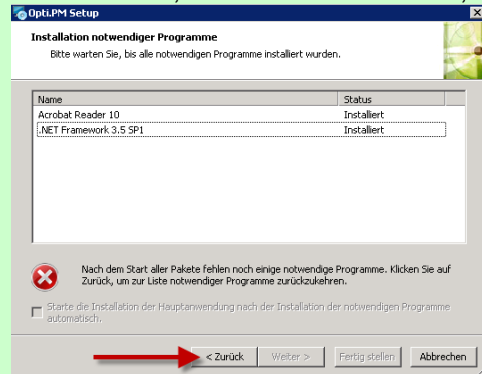 Opti.PM Setup
Installation notwendiger Programme
Bitte warten Sie, bis alle notwendigen Programme installiert wurden.
Name Status
Acrobat Reader 10 Installiert
.NET Framework 3.5 SP1 Installiert
Nach dem Start aller Pakete fehlen noch einige notwendige Programme. Klicken Sie auf
Zurück, um zur Liste notwendiger Programme zurückzukehren.
Starte die Installation der Hauptanwendung nach der Installation der notwendigen Programme
automatisch.
< Zurück Weiter > Fertig stellen Abbrechen